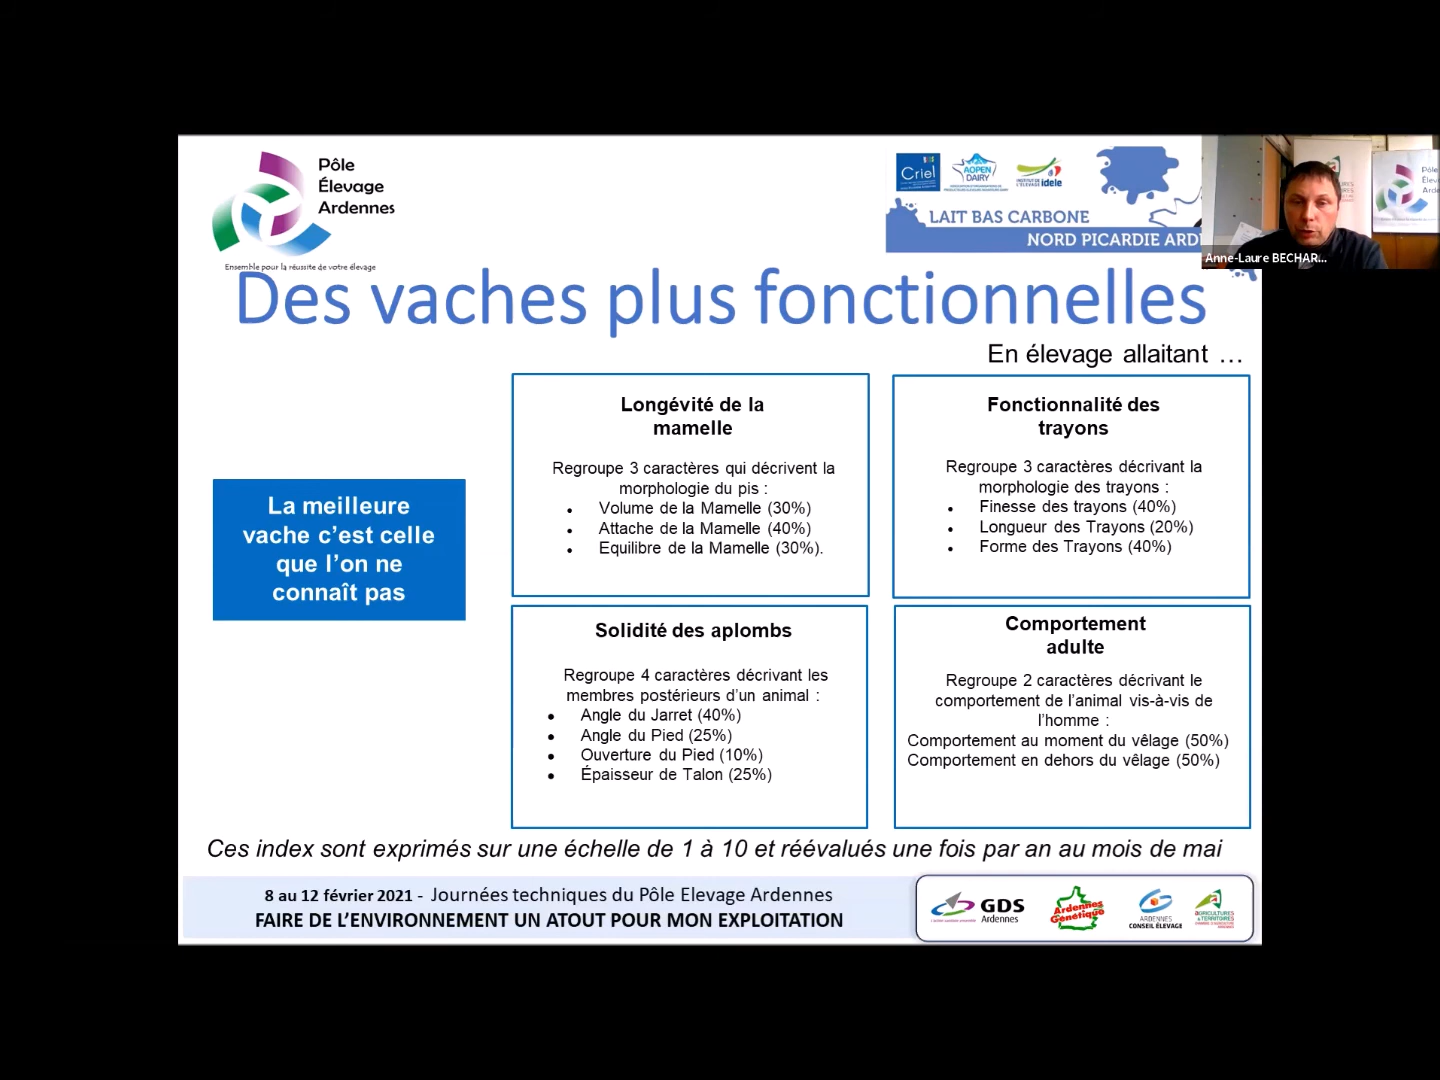 Pôle
Élevage
Ardennes
Ensemble pour la réussite de votre élevage
Criel
AOPEN
DAIRY
idele
LAIT BAS CARBONE
NORD PICARDIE ARD
Anne-Laure BECHAR...
Des vaches plus fonctionnelles
En élevage allaitant ...
La meilleure
vache c'est celle
que l'on ne
connaît pas
Longévité de la
mamelle
Regroupe 3 caractères qui décrivent la
morphologie du pis :
• Volume de la Mamelle (30%)
• Attache de la Mamelle (40%)
• Equilibre de la Mamelle (30%).
Fonctionnalité des
trayons
Regroupe 3 caractères décrivant la
morphologie des trayons :
• Finesse des trayons (40%)
• Longueur des Trayons (20%)
• Forme des Trayons (40%)
Solidité des aplombs
Regroupe 4 caractères décrivant les
membres postérieurs d'un animal :
• Angle du Jarret (40%)
• Angle du Pied (25%)
• Ouverture du Pied (10%)
• Épaisseur de Talon (25%)
Comportement
adulte
Regroupe 2 caractères décrivant le
comportement de l'animal vis-à-vis de
l'homme :
Comportement au moment du vêlage (50%)
Comportement en dehors du vêlage (50%)
Ces index sont exprimés sur une échelle de 1 à 10 et réévalués une fois par an au mois de mai
8 au 12 février 2021 - Journées techniques du Pôle Elevage Ardennes
FAIRE DE L'ENVIRONNEMENT UN ATOUT POUR MON EXPLOITATION
GDS
Ardennes
Ardennes
Génétique
ARDENNES
CONSEIL ÉLEVAGE
AGRICULTURES
& TERRITOIRES